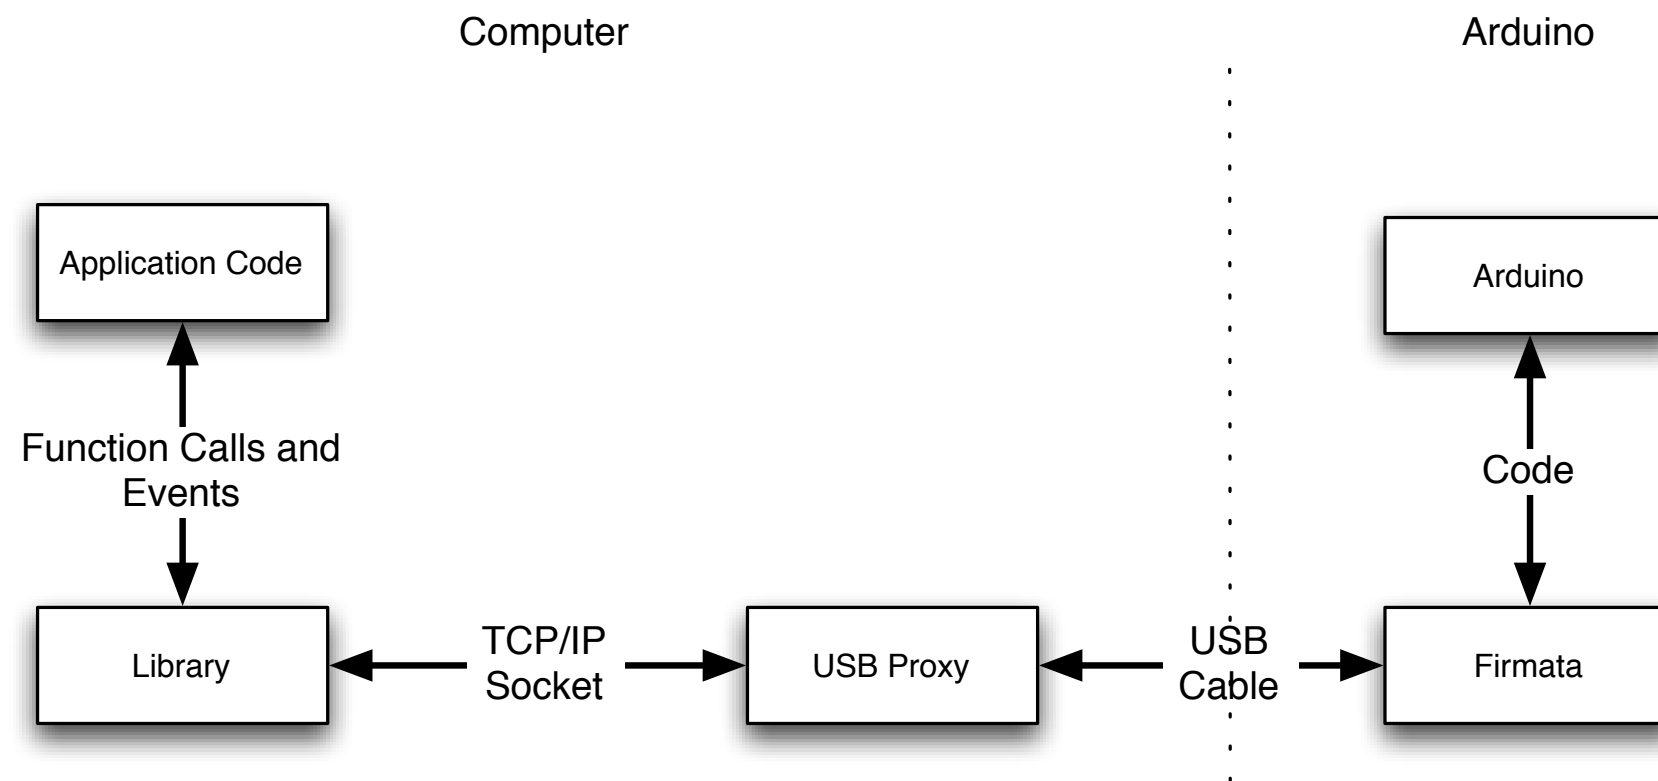 Computer
Arduino
Application Code
Arduino
Function Calls and
Events
Code
Library
TCP/IP
Socket
USB Proxy
USB
Cable
Firmata